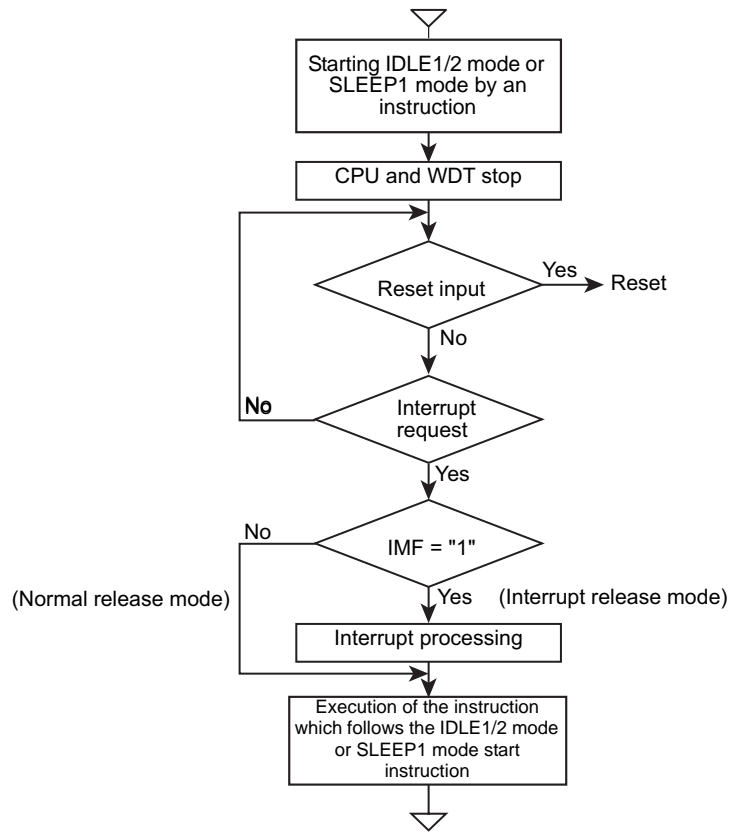 Starting IDLE1/2 mode or
SLEEP1 mode by an
instruction
CPU and WDT stop
Reset input
Yes
Reset
No
Interrupt
request
No
Yes
IMF = "1"
No
(Normal release mode)
Yes
(Interrupt release mode)
Interrupt processing
Execution of the instruction
which follows the IDLE1/2 mode
or SLEEP1 mode start
instruction